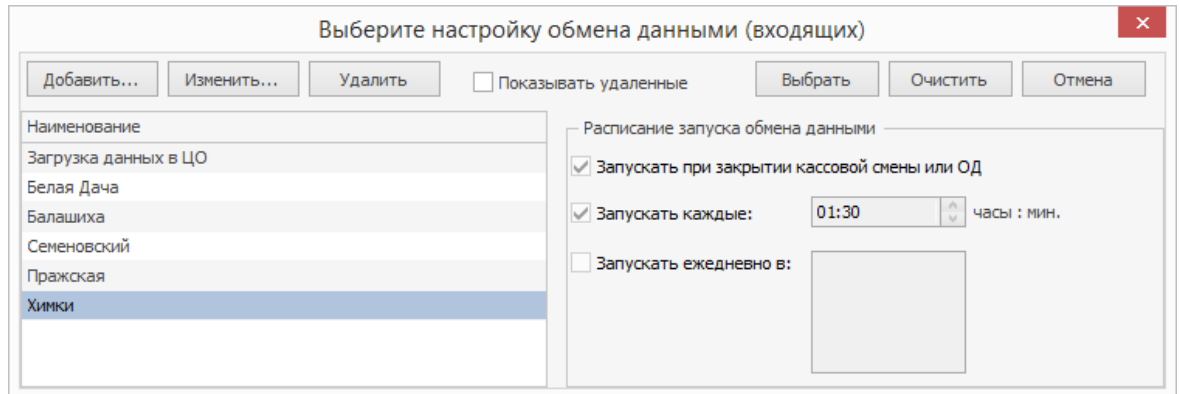 Выберите настройку обмена данными (входящих)
Добавить... Изменить... Удалить Показывать удаленные Выбрать Очистить Отмена
Наименование
Загрузка данных в ЦО
Белая Дача
Балашиха
Семеновский
Пражская
Химки
Расписание запуска обмена данными
Запускать при закрытии кассовой смены или ОД
Запускать каждые: 01:30 часы : мин.
Запускать ежедневно в: